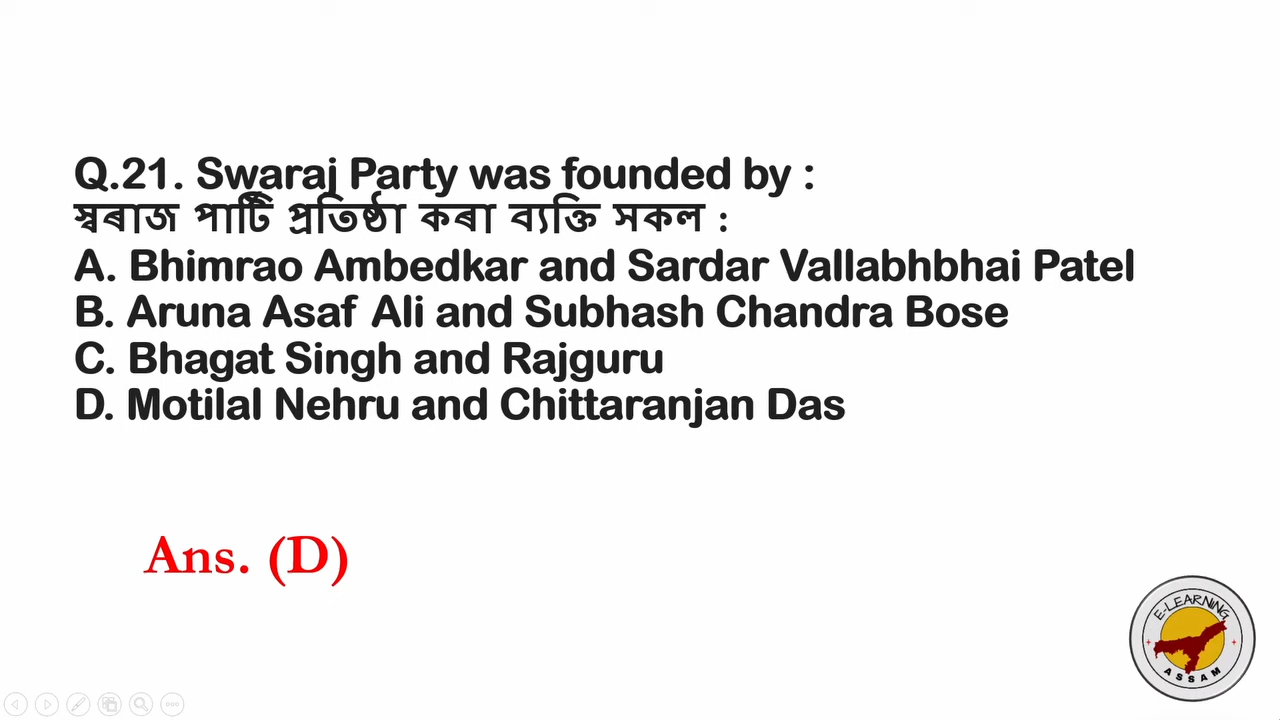 Q.21. Swaraj Party was founded by :
স্বৰাজ পাৰ্টি প্ৰতিষ্ঠা কৰা ব্যক্তি সকল :
A. Bhimrao Ambedkar and Sardar Vallabhbhai Patel
B. Aruna Asaf Ali and Subhash Chandra Bose
C. Bhagat Singh and Rajguru
D. Motilal Nehru and Chittaranjan Das
Ans. (D)
E-LEARNING
ASSAM